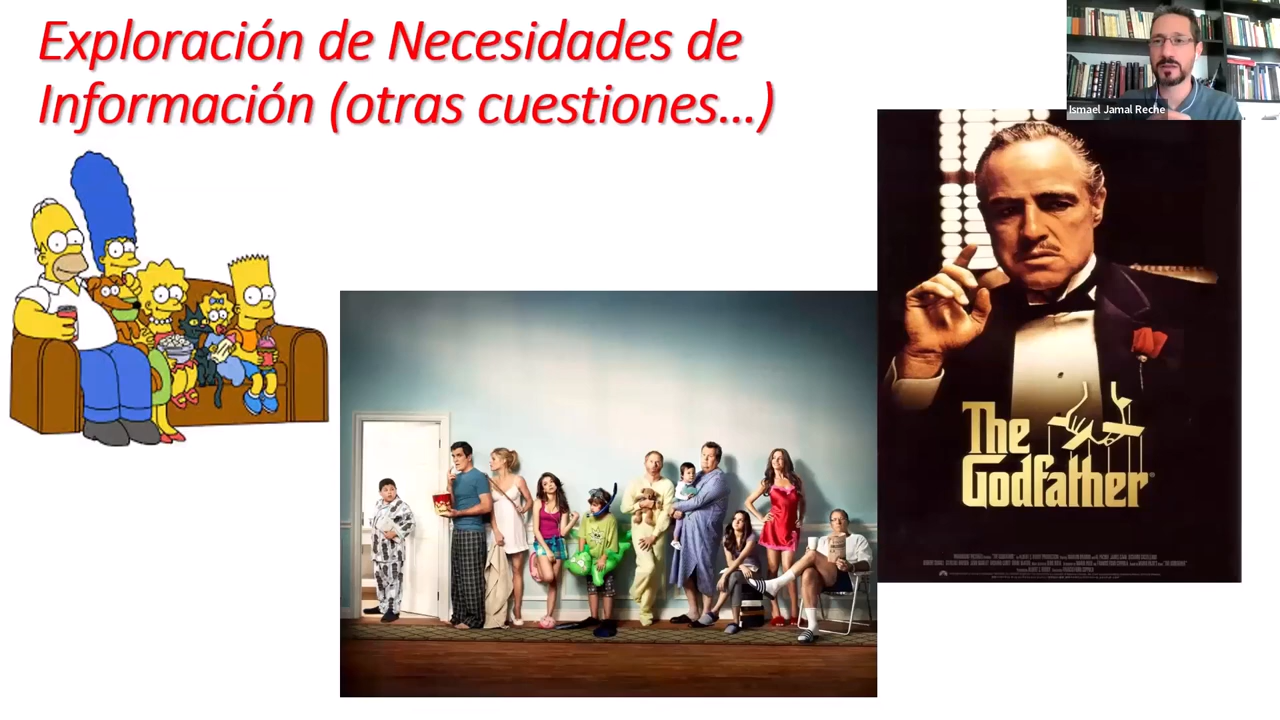 Exploración de Necesidades de
Información (otras cuestiones...)
Ismael Jamal Reche
The
Godfather